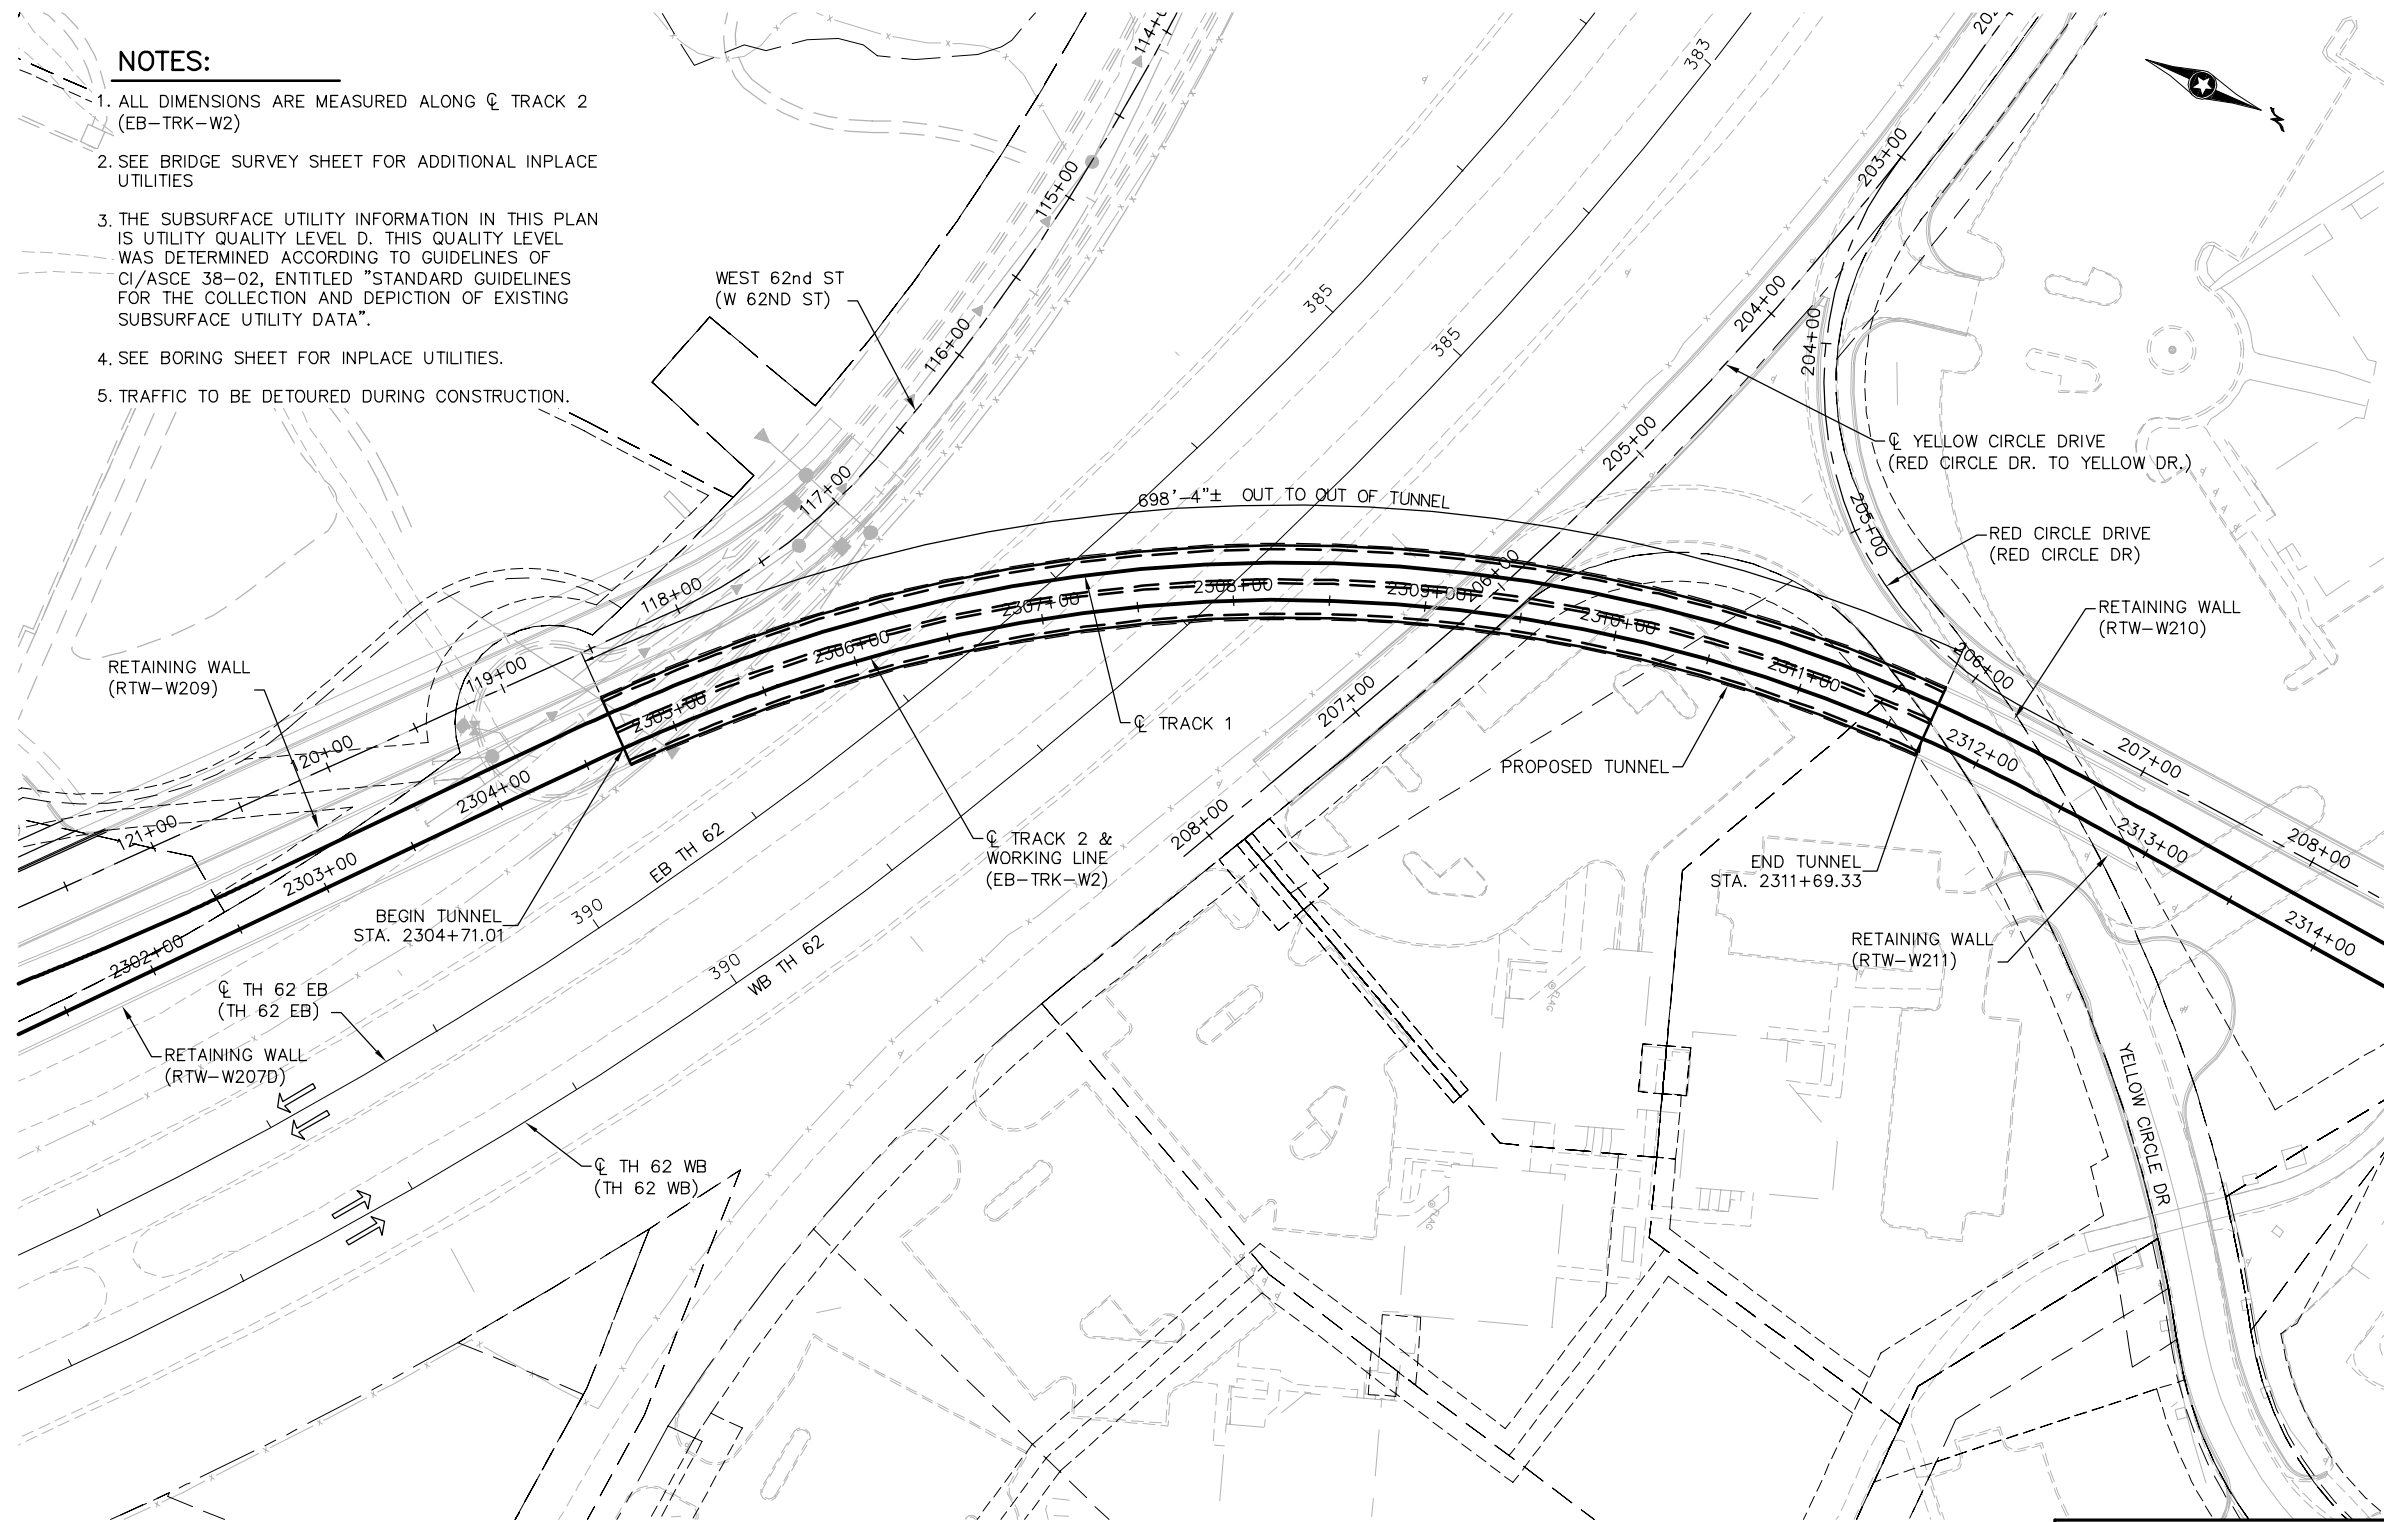 NOTES:
1. ALL DIMENSIONS ARE MEASURED ALONG ℄ TRACK 2
(EB-TRK-W2)
2. SEE BRIDGE SURVEY SHEET FOR ADDITIONAL INPLACE
UTILITIES
3. THE SUBSURFACE UTILITY INFORMATION IN THIS PLAN
IS UTILITY QUALITY LEVEL D. THIS QUALITY LEVEL
WAS DETERMINED ACCORDING TO GUIDELINES OF
CI/ASCE 38-02, ENTITLED "STANDARD GUIDELINES
FOR THE COLLECTION AND DEPICTION OF EXISTING
SUBSURFACE UTILITY DATA".
4. SEE BORING SHEET FOR INPLACE UTILITIES.
5. TRAFFIC TO BE DETOURED DURING CONSTRUCTION.
N
383
203+00
115+00
WEST 62nd ST
(W 62ND ST)
385
385
204+00
204+00
116+00
205+00
℄ YELLOW CIRCLE DRIVE
(RED CIRCLE DR. TO YELLOW DR.)
117+00
698'-4"± OUT TO OUT OF TUNNEL
205+00
RED CIRCLE DRIVE
(RED CIRCLE DR)
118+00
2307+00
2308+00
2309+00
206+00
2310+00
RETAINING WALL
(RTW-W210)
2306+00
206+00
RETAINING WALL
(RTW-W209)
119+00
2305+00
2311+00
207+00
℄ TRACK 1
120+00
2304+00
PROPOSED TUNNEL
2312+00
207+00
121+00
208+00
℄ TRACK 2 &
WORKING LINE
(EB-TRK-W2)
EB TH 62
2313+00
208+00
2303+00
END TUNNEL
STA. 2311+69.33
BEGIN TUNNEL
STA. 2304+71.01
390
2314+00
2302+00
390
WB TH 62
RETAINING WALL
(RTW-W211)
℄ TH 62 EB
(TH 62 EB)
FLAG
RETAINING WALL
(RTW-W207D)
YELLOW CIRCLE DR
℄ TH 62 WB
(TH 62 WB)
FLAG